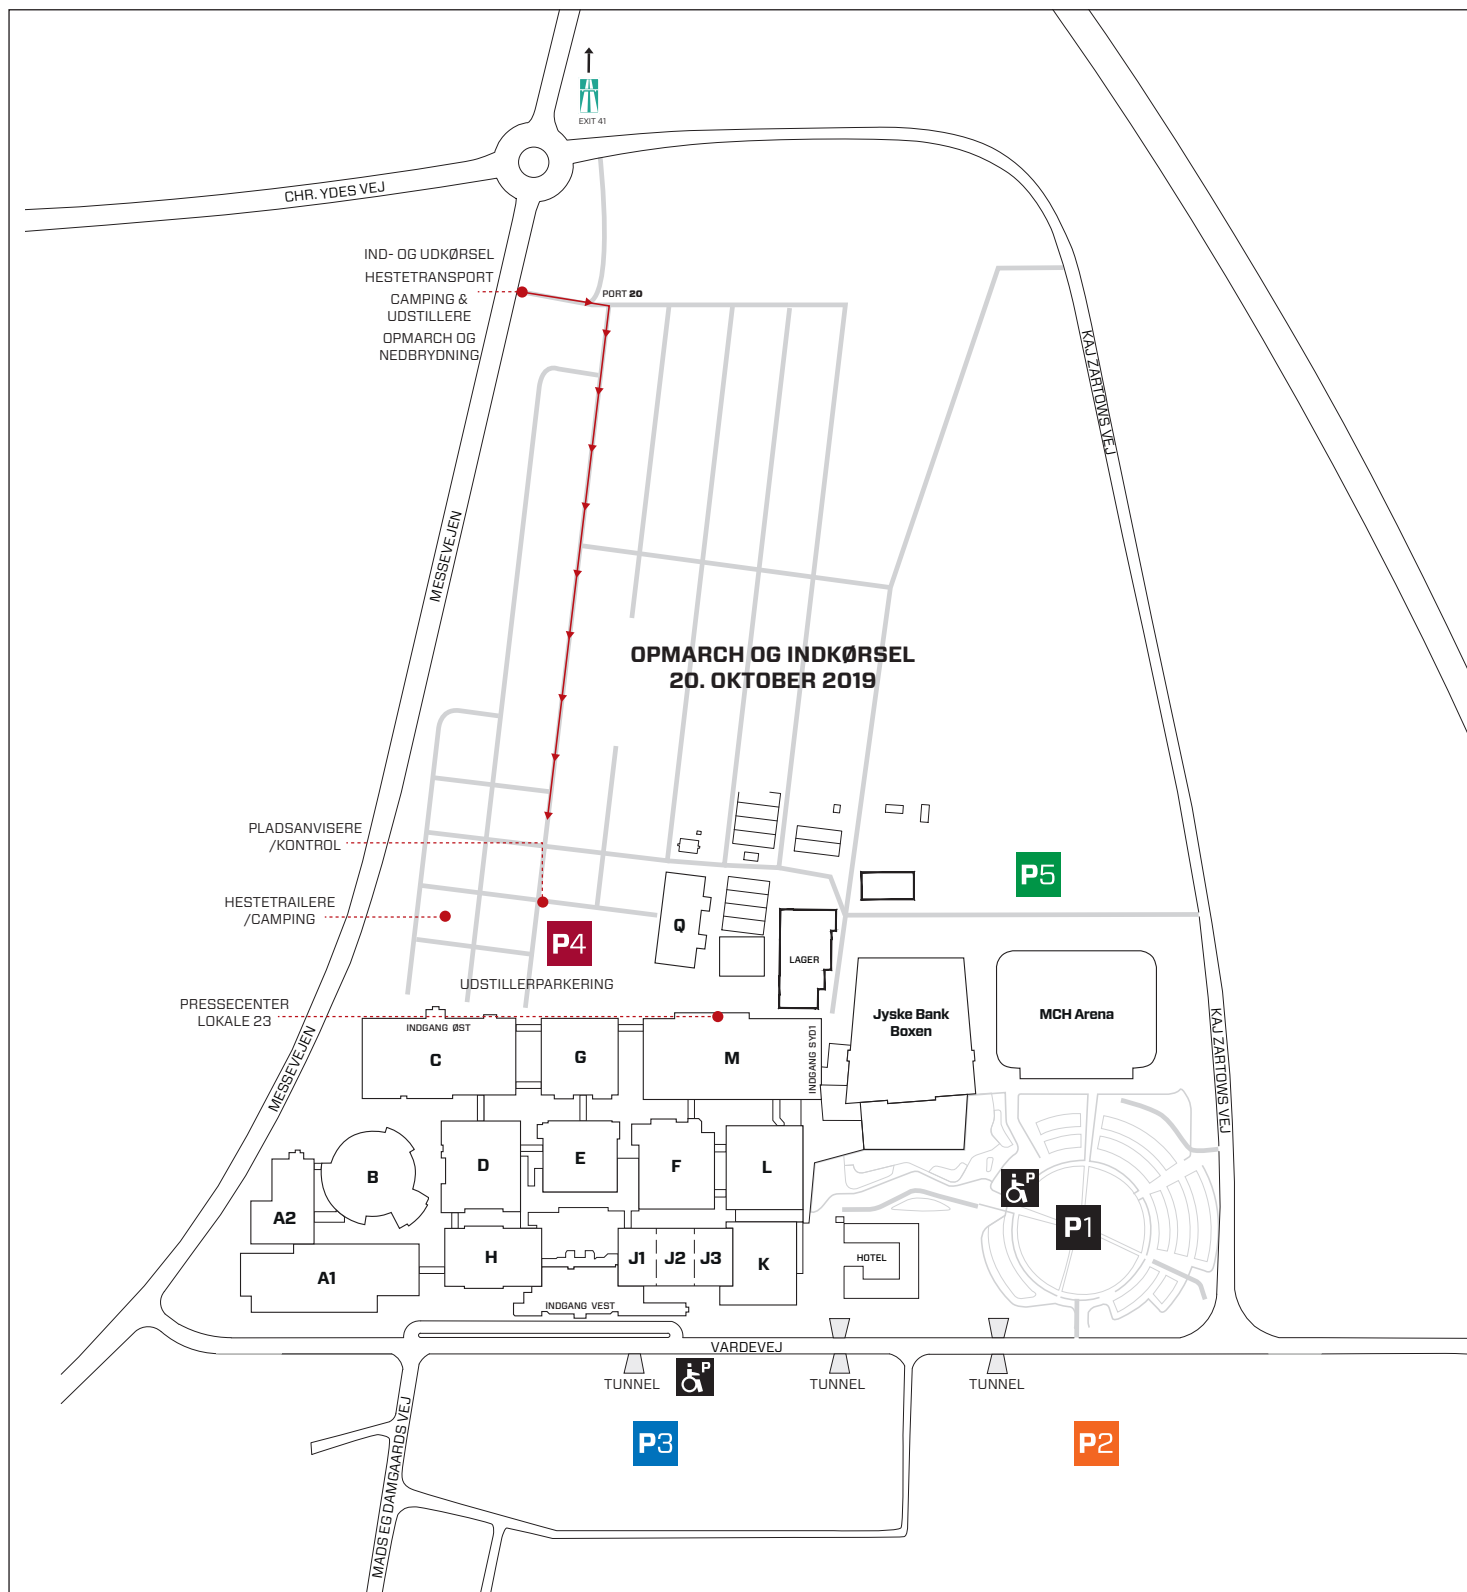 EXIT 41
CHR. YDES VEJ
IND- OG UDKØRSEL
HESTETRANSPORT
CAMPING &
UDSTILLERE
OPMARCH OG
NEDBRYDNING
PORT 20
KAJ ZARTOWS VEJ
MESSEVEJEN
OPMARCH OG INDKØRSEL
20. OKTOBER 2019
PLADSANVISERE
/KONTROL
HESTETRAILERE
/CAMPING
P5
P4
UDSTILLERPARKERING
Q
LAGER
PRESSECENTER
LOKALE 23
INDGANG ØST
C
G
M
INDGANG SYD1
Jyske Bank
Boxen
MCH Arena
MESSEVEJEN
KAJ ZARTOWS VEJ
B
D
E
F
L
A2
P
P1
A1
H
J1
J2
J3
K
HOTEL
INDGANG VEST
VARDEVEJ
TUNNEL
P
TUNNEL
TUNNEL
MADS EG DAMGAARDS VEJ
P3
P2